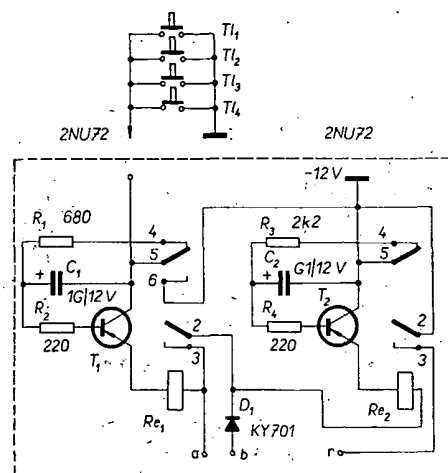 Tl1
Tl2
Tl3
Tl4
2NU72 2NU72
-12 V
R1 680 4 R3 2k2 4
5 5
C1 C2
+ 1G/12 V 6 + G1/12 V
R2 R4 T2
2 2
220 3 220 3
T1
D1
Re1 KY701 Re2
a b r